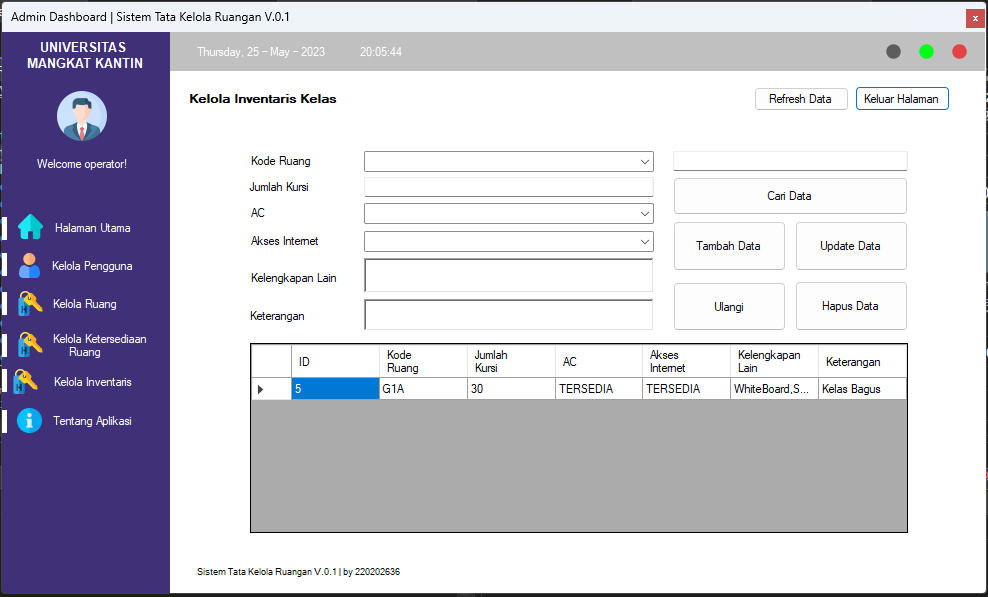 Admin Dashboard | Sistem Tata Kelola Ruangan V.0.1
x
UNIVERSITAS
MANGKAT KANTIN
Welcome operator!
Halaman Utama
Kelola Pengguna
Kelola Ruang
Kelola Ketersediaan
Ruang
Kelola Inventaris
Tentang Aplikasi
Thursday, 25 – May – 2023 20:05:44
Kelola Inventaris Kelas
Refresh Data
Keluar Halaman
Kode Ruang
Jumlah Kursi
AC
Akses Internet
Kelengkapan Lain
Keterangan
Cari Data
Tambah Data
Update Data
Ulangi
Hapus Data
ID Kode Ruang Jumlah Kursi AC Akses Internet Kelengkapan Lain Keterangan
5 G1A 30 TERSEDIA TERSEDIA WhiteBoard,S... Kelas Bagus
Sistem Tata Kelola Ruangan V.0.1 | by 220202636